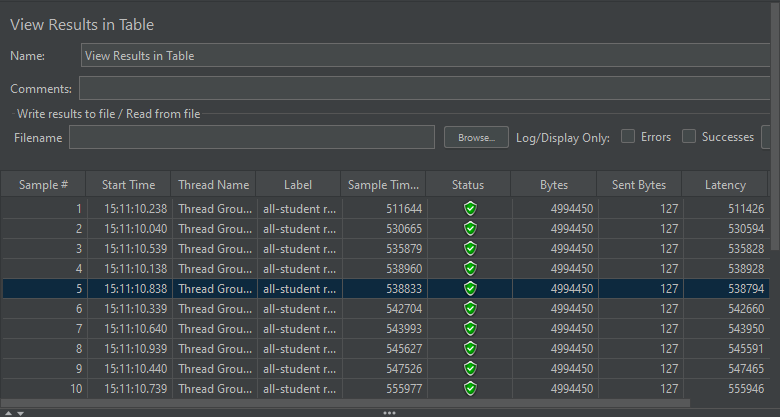 View Results in Table
Name: View Results in Table
Comments:
Write results to file / Read from file
Filename Browse... Log/Display Only: Errors Successes
Sample # Start Time Thread Name Label Sample Tim... Status Bytes Sent Bytes Latency
1 15:11:10.238 Thread Grou... all-student r... 511644 4994450 127 511426
2 15:11:10.040 Thread Grou... all-student r... 530665 4994450 127 530594
3 15:11:10.539 Thread Grou... all-student r... 535879 4994450 127 535828
4 15:11:10.138 Thread Grou... all-student r... 538960 4994450 127 538928
5 15:11:10.838 Thread Grou... all-student r... 538833 4994450 127 538794
6 15:11:10.339 Thread Grou... all-student r... 542704 4994450 127 542660
7 15:11:10.640 Thread Grou... all-student r... 543993 4994450 127 543950
8 15:11:10.939 Thread Grou... all-student r... 545627 4994450 127 545591
9 15:11:10.440 Thread Grou... all-student r... 547526 4994450 127 547465
10 15:11:10.739 Thread Grou... all-student r... 555977 4994450 127 555946